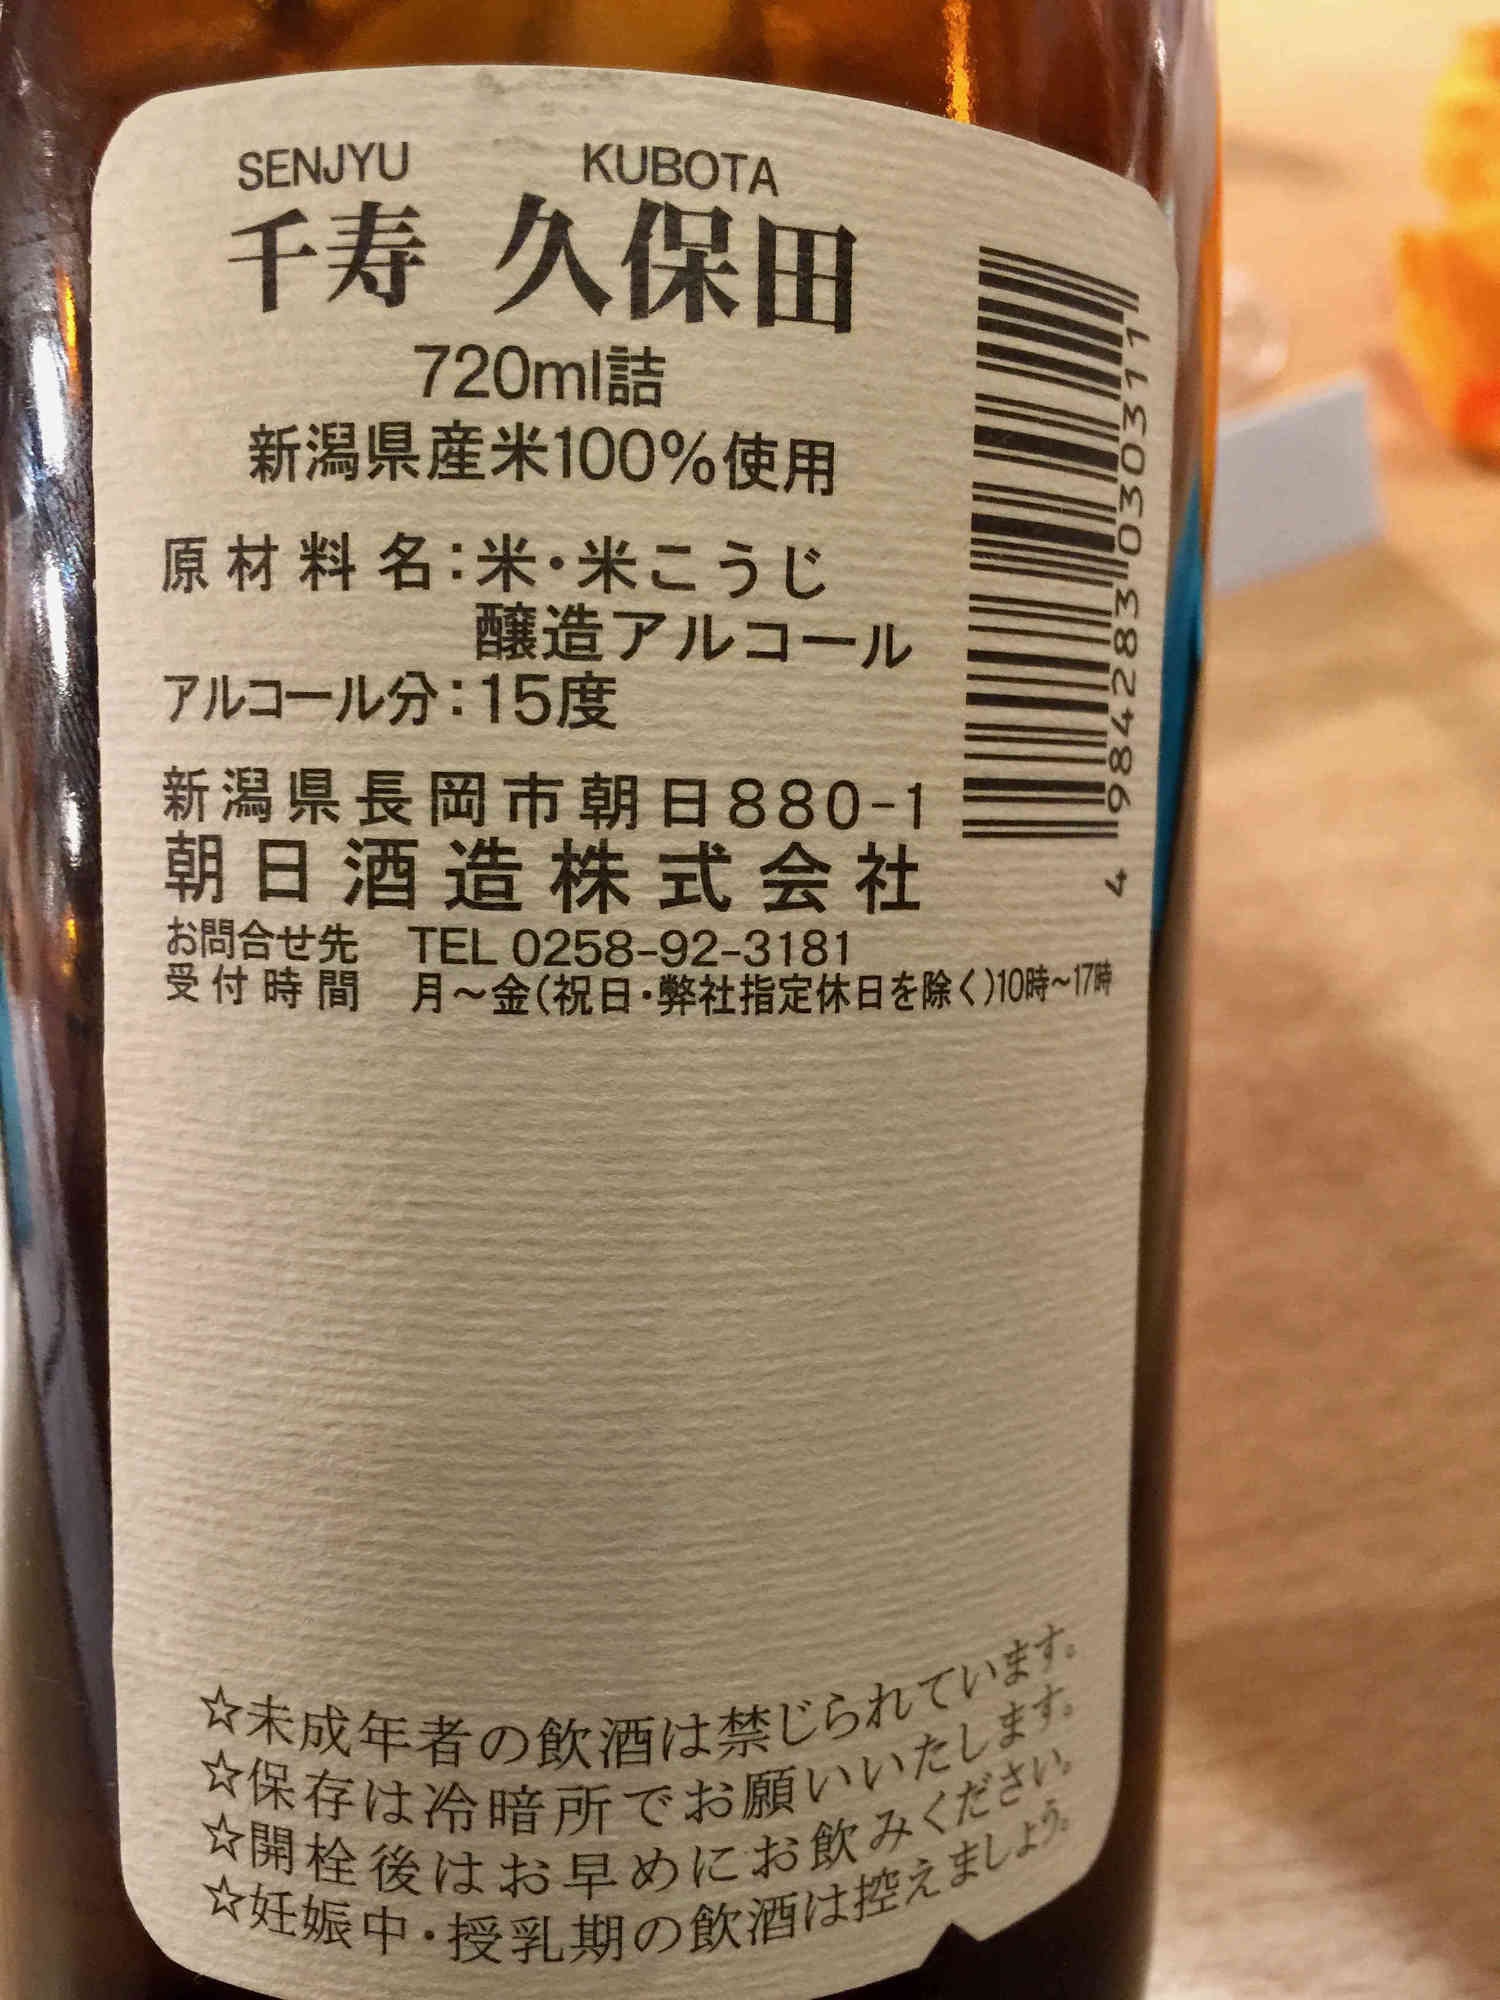 SENJYU KUBOTA
千寿 久保田
720ml詰
新潟県産米100%使用
原材料名：米・米こうじ
醸造アルコール
アルコール分：15度
新潟県長岡市朝日880-1
朝日酒造株式会社
お問合せ先 TEL 0258-92-3181
受付時間 月～金(祝日・弊社指定休日を除く)10時～17時
4 984283 030311
☆未成年者の飲酒は禁じられています。
☆保存は冷暗所でお願いいたします。
☆開栓後はお早めにお飲みください。
☆妊娠中・授乳期の飲酒は控えましょう。